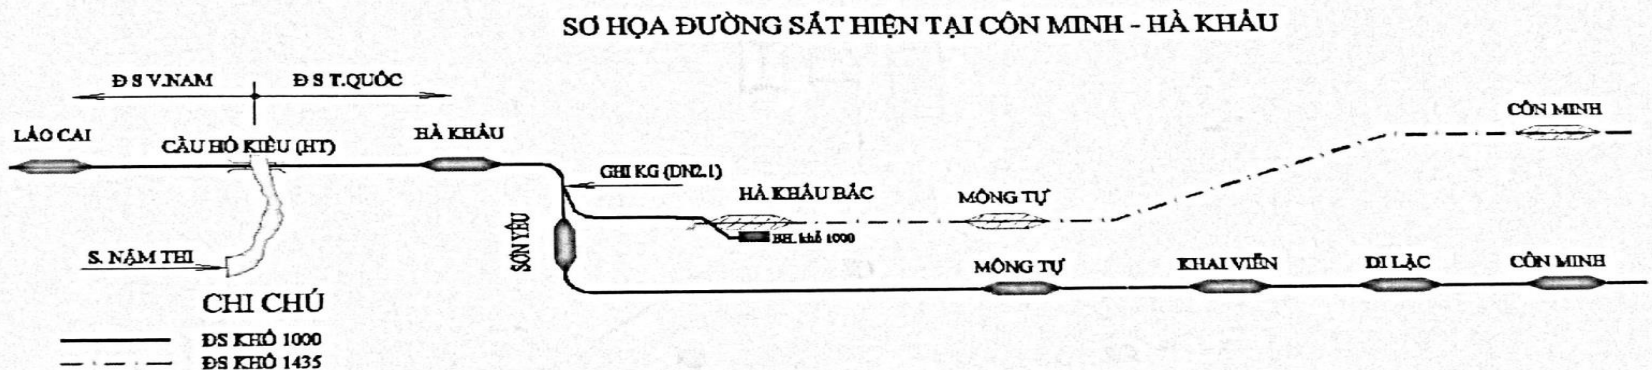 SƠ HỌA ĐƯỜNG SẮT HIỆN TẠI CÔN MINH - HÀ KHẨU
Đ S V.NAM
Đ S T.QUỐC
CÔN MINH
LÀO CAI
CẦU HỒ KIỀU (HT)
HÀ KHẨU
GHI K.G (DN2.1)
HÀ KHẨU BẮC
MÔNG TỰ
BH. khổ 1000
SƠN YÊU
S. NẬM THI
MÔNG TỰ
KHAI VIỄN
DI LẶC
CÔN MINH
CHI CHÚ
ĐS KHỔ 1000
ĐS KHỔ 1435